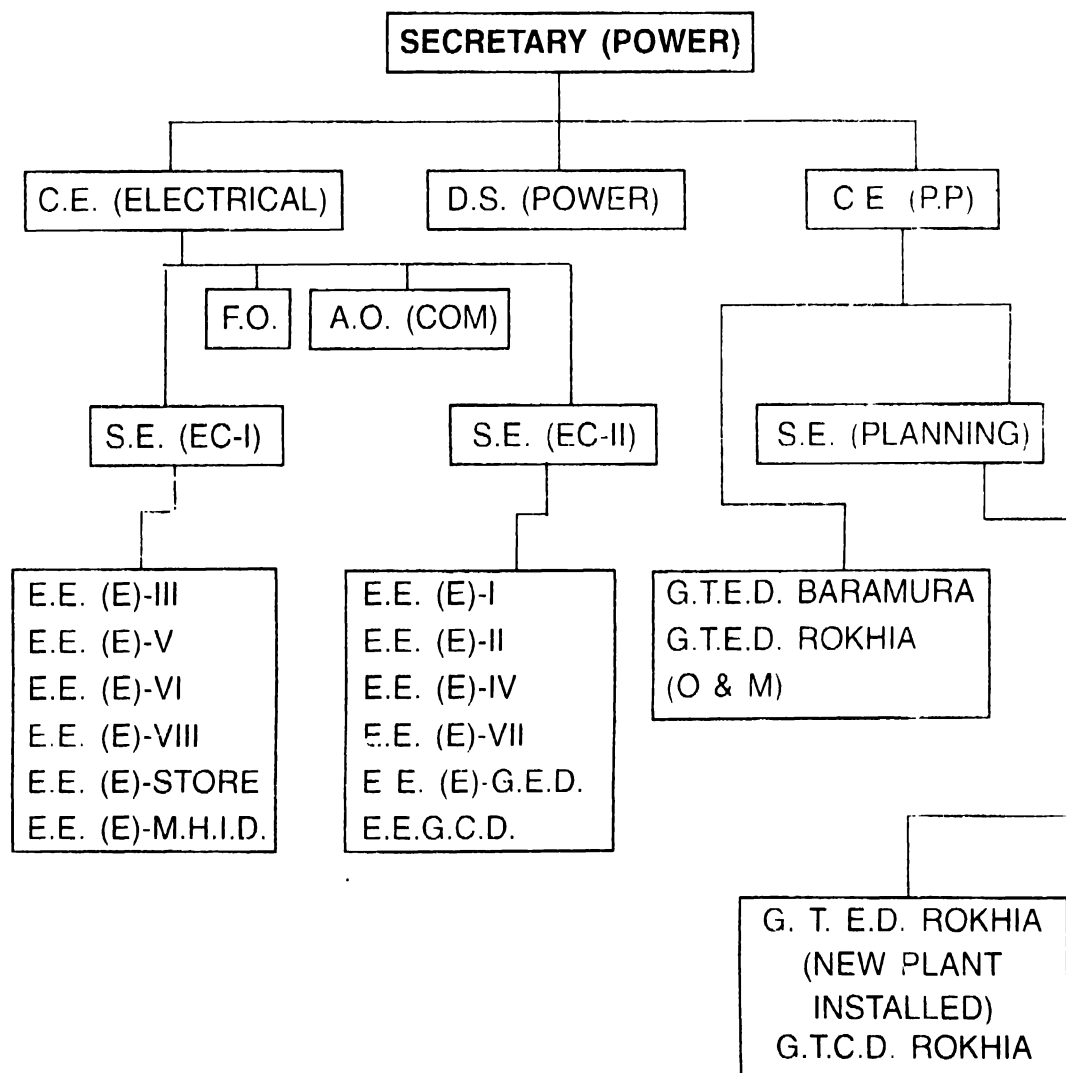 SECRETARY (POWER)
C.E. (ELECTRICAL)
D.S. (POWER)
C E (P.P)
F.O.
A.O. (COM)
S.E. (EC-I)
S.E. (EC-II)
S.E. (PLANNING)
E.E. (E)-III
E.E. (E)-V
E.E. (E)-VI
E.E. (E)-VIII
E.E. (E)-STORE
E.E. (E)-M.H.I.D.
E.E. (E)-I
E.E. (E)-II
E.E. (E)-IV
E.E. (E)-VII
E E. (E)-G.E.D.
E.E.G.C.D.
G.T.E.D. BARAMURA
G.T.E.D. ROKHIA
(O & M)
G. T. E.D. ROKHIA
(NEW PLANT
INSTALLED)
G.T.C.D. ROKHIA